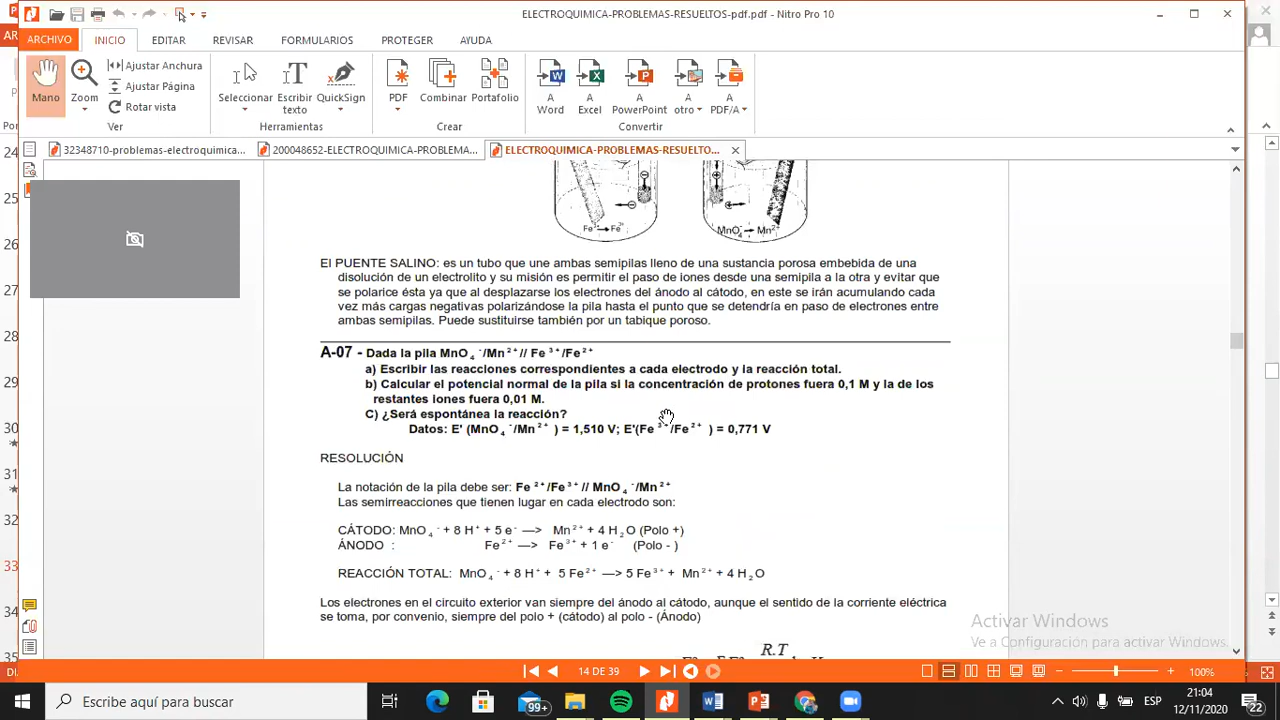 ELECTROQUIMICA-PROBLEMAS-RESUELTOS-pdf.pdf - Nitro Pro 10
ARCHIVO INICIO EDITAR REVISAR FORMULARIOS PROTEGER AYUDA
Mano
Zoom
Ajustar Anchura
Ajustar Página
Rotar vista
Ver
Seleccionar
Escribir texto
QuickSign
Herramientas
PDF
Combinar
Portafolio
Crear
A Word
A Excel
A PowerPoint
A otro
A PDF/A
Convertir
32348710-problemas-electroquimica...
200048652-ELECTROQUIMICA-PROBLEMA...
ELECTROQUIMICA-PROBLEMAS-RESUELTO...
24
25
26
27
28
29
30
31
32
33
34
35
MnO₄⁻ → Mn²⁺
El PUENTE SALINO: es un tubo que une ambas semipilas lleno de una sustancia porosa embebida de una
disolución de un electrolito y su misión es permitir el paso de iones desde una semipila a la otra y evitar que
se polarice ésta ya que al desplazarse los electrones del ánodo al cátodo, en este se irán acumulando cada
vez más cargas negativas polarizándose la pila hasta el punto que se detendría en paso de electrones entre
ambas semipilas. Puede sustituirse también por un tabique poroso.
A-07 - Dada la pila MnO₄⁻/Mn²⁺// Fe³⁺/Fe²⁺
a) Escribir las reacciones correspondientes a cada electrodo y la reacción total.
b) Calcular el potencial normal de la pila si la concentración de protones fuera 0,1 M y la de los
restantes iones fuera 0,01 M.
C) ¿Será espontánea la reacción?
Datos: E' (MnO₄⁻/Mn²⁺ ) = 1,510 V; E'(Fe³⁺/Fe²⁺ ) = 0,771 V
RESOLUCIÓN
La notación de la pila debe ser: Fe²⁺/Fe³⁺// MnO₄⁻/Mn²⁺
Las semirreacciones que tienen lugar en cada electrodo son:
CÁTODO: MnO₄⁻ + 8 H⁺ + 5 e⁻ —> Mn²⁺ + 4 H₂O (Polo +)
ÁNODO : Fe²⁺ —> Fe³⁺ + 1 e⁻ (Polo - )
REACCIÓN TOTAL: MnO₄⁻ + 8 H⁺ + 5 Fe²⁺ —> 5 Fe³⁺ + Mn²⁺ + 4 H₂O
Los electrones en el circuito exterior van siempre del ánodo al cátodo, aunque el sentido de la corriente eléctrica
se toma, por convenio, siempre del polo + (cátodo) al polo - (Ánodo)
R.T
Activar Windows
Ve a Configuración para activar Windows.
14 DE 39
100%
Escribe aquí para buscar
99+
ESP
21:04
12/11/2020
22